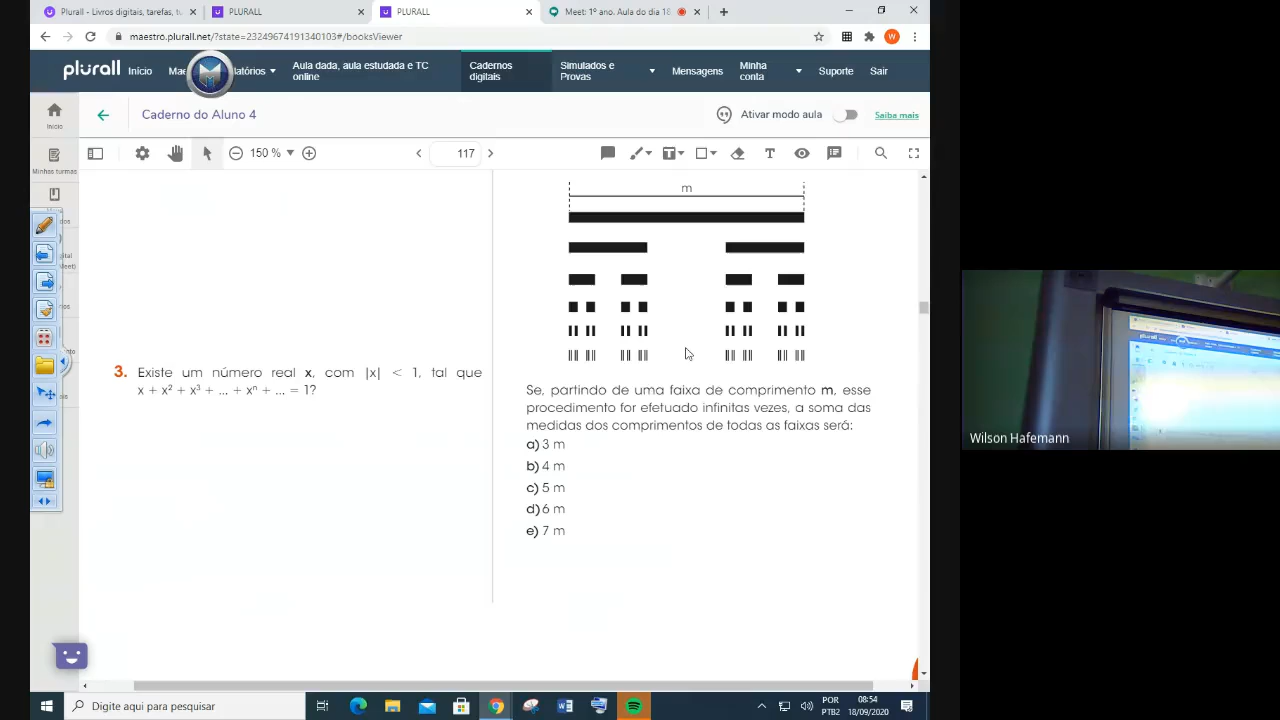 Plurall - Livros digitais, tarefas, tu
PLURALL
PLURALL
Meet: 1º ano. Aula do dia 18
maestro.plurall.net/?state=23249674191340103#/booksViewer
W
plurall
Início
Aula dada, aula estudada e TC online
Cadernos digitais
Simulados e Provas
Mensagens
Minha conta
Suporte
Sair
Início
Caderno do Aluno 4
Ativar modo aula
Saiba mais
Minhas turmas
150 %
117
m
3. Existe um número real x, com |x| < 1, tal que
x + x² + x³ + ... + xⁿ + ... = 1?
Se, partindo de uma faixa de comprimento m, esse
procedimento for efetuado infinitas vezes, a soma das
medidas dos comprimentos de todas as faixas será:
a) 3 m
b) 4 m
c) 5 m
d) 6 m
e) 7 m
Wilson Hafemann
Digite aqui para pesquisar
POR
PTB2
08:54
18/09/2020